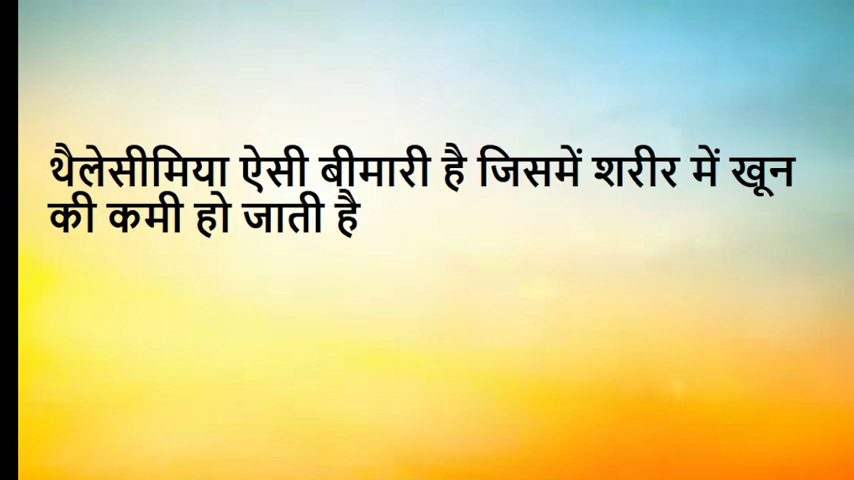 थैलेसीमिया ऐसी बीमारी है जिसमें शरीर में खून
की कमी हो जाती है